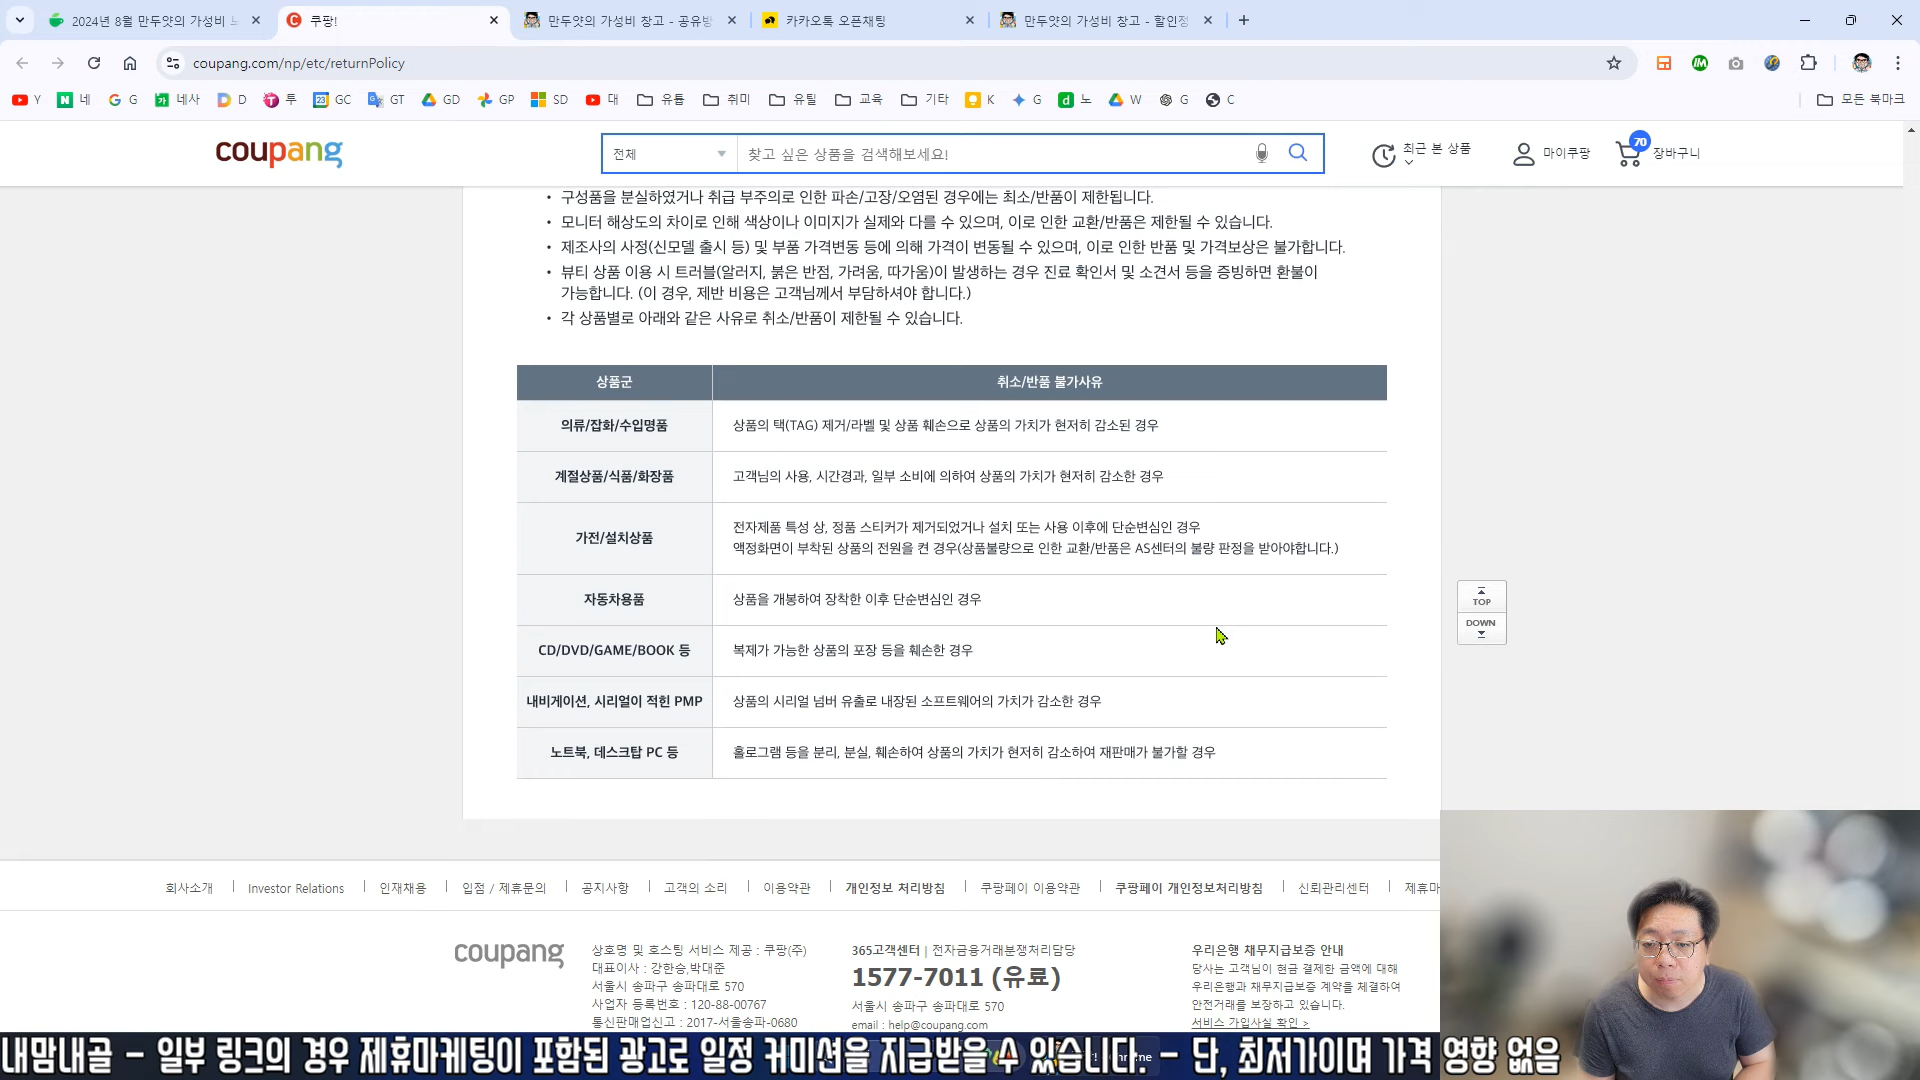 2024년 8월 만두얏의 가성비 노
쿠팡!
만두얏의 가성비 창고 - 공유방
카카오톡 오픈채팅
만두얏의 가성비 창고 - 할인정
coupang.com/np/etc/returnPolicy
Y 네 G 네사 D 투 GC GT GD GP SD 대 유틉 취미 유틸 교육 기타 K G 노 W G C 모든 북마크
coupang
전체
찾고 싶은 상품을 검색해보세요!
최근 본 상품
마이쿠팡
70
장바구니
• 구성품을 분실하였거나 취급 부주의로 인한 파손/고장/오염된 경우에는 취소/반품이 제한됩니다.
• 모니터 해상도의 차이로 인해 색상이나 이미지가 실제와 다를 수 있으며, 이로 인한 교환/반품은 제한될 수 있습니다.
• 제조사의 사정(신모델 출시 등) 및 부품 가격변동 등에 의해 가격이 변동될 수 있으며, 이로 인한 반품 및 가격보상은 불가합니다.
• 뷰티 상품 이용 시 트러블(알러지, 붉은 반점, 가려움, 따가움)이 발생하는 경우 진료 확인서 및 소견서 등을 증빙하면 환불이
가능합니다. (이 경우, 제반 비용은 고객님께서 부담하셔야 합니다.)
• 각 상품별로 아래와 같은 사유로 취소/반품이 제한될 수 있습니다.
상품군 취소/반품 불가사유
의류/잡화/수입명품 상품의 택(TAG) 제거/라벨 및 상품 훼손으로 상품의 가치가 현저히 감소된 경우
계절상품/식품/화장품 고객님의 사용, 시간경과, 일부 소비에 의하여 상품의 가치가 현저히 감소한 경우
가전/설치상품 전자제품 특성 상, 정품 스티커가 제거되었거나 설치 또는 사용 이후에 단순변심인 경우
액정화면이 부착된 상품의 전원을 켠 경우(상품불량으로 인한 교환/반품은 AS센터의 불량 판정을 받아야합니다.)
자동차용품 상품을 개봉하여 장착한 이후 단순변심인 경우
CD/DVD/GAME/BOOK 등 복제가 가능한 상품의 포장 등을 훼손한 경우
내비게이션, 시리얼이 적힌 PMP 상품의 시리얼 넘버 유출로 내장된 소프트웨어의 가치가 감소한 경우
노트북, 데스크탑 PC 등 홀로그램 등을 분리, 분실, 훼손하여 상품의 가치가 현저히 감소하여 재판매가 불가할 경우
TOP
DOWN
회사소개 Investor Relations 인재채용 입점 / 제휴문의 공지사항 고객의 소리 이용약관 개인정보 처리방침 쿠팡페이 이용약관 쿠팡페이 개인정보처리방침 신뢰관리센터 제휴마
coupang
상호명 및 호스팅 서비스 제공 : 쿠팡(주)
대표이사 : 강한승,박대준
서울시 송파구 송파대로 570
사업자 등록번호 : 120-88-00767
통신판매업신고 : 2017-서울송파-0680
365고객센터 | 전자금융거래분쟁처리담당
1577-7011 (유료)
서울시 송파구 송파대로 570
email : help@coupang.com
우리은행 채무지급보증 안내
당사는 고객님이 현금 결제한 금액에 대해
우리은행과 채무지급보증 계약을 체결하여
안전거래를 보장하고 있습니다.
서비스 가입사실 확인 >
내맘내골 - 일부 링크의 경우 제휴마케팅이 포함된 광고로 일정 커미션을 지급받을 수 있습니다. - 단, 최저가이며 가격 영향 없음